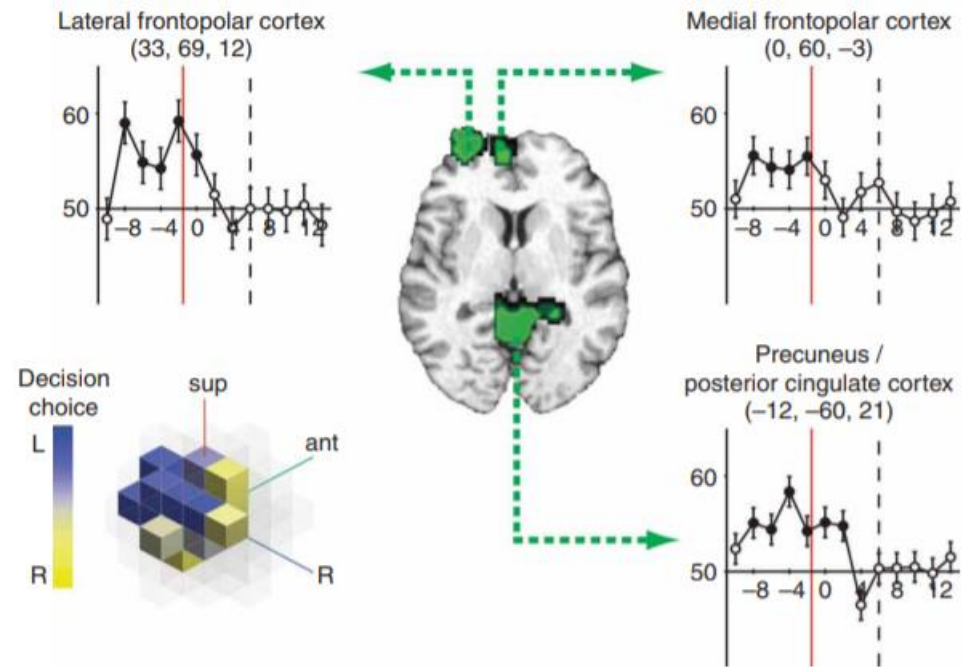 Lateral frontopolar cortex
(33, 69, 12)
60
50
−8 −4 0 4 8 12
Medial frontopolar cortex
(0, 60, −3)
60
50
−8 −4 0 4 8 12
Decision
choice
L
R
sup
ant
R
Precuneus /
posterior cingulate cortex
(−12, −60, 21)
60
50
−8 −4 0 4 8 12